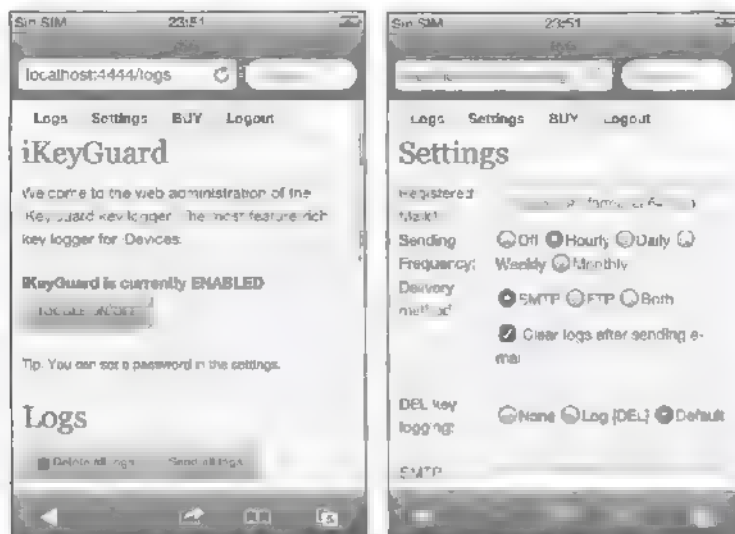 Sin SIM 23:51
localhost:4444/logs
Logs Settings BUY Logout
iKeyGuard
Welcome to the web administration of the
iKeyGuard key logger. The most feature rich
key logger for iDevices.
iKeyGuard is currently ENABLED
TOGGLE ON/OFF
Tip: You can set a password in the settings.
Logs
Delete all logs Send all logs
Sin SIM 23:51
Logs Settings BUY Logout
Settings
Registered
Sending Off Hourly Daily
Frequency: Weekly Monthly
Delivery
method SMTP FTP Both
Clear logs after sending e-
mail
DEL key
logging: None Log [DEL] Default
SMTP